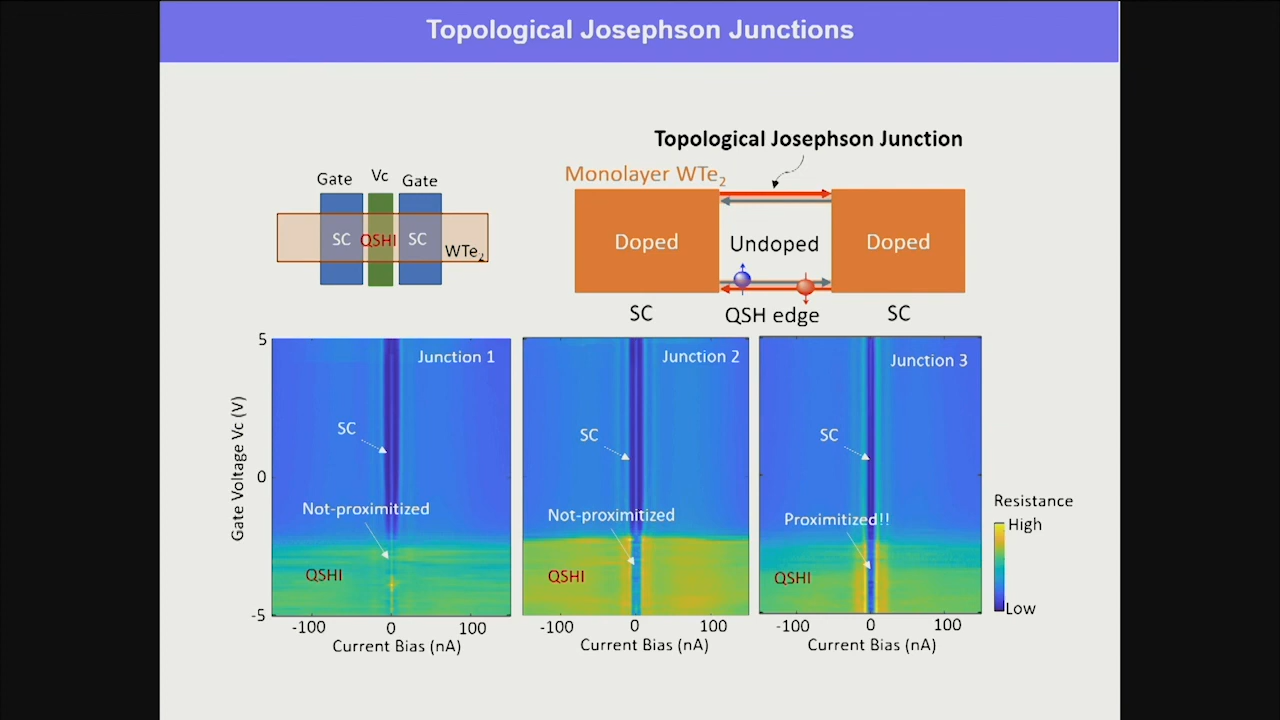 Topological Josephson Junctions
Topological Josephson Junction
Monolayer WTe2
Gate
Vc
Gate
SC
QSHI
SC
WTe2
Doped
Undoped
Doped
SC
QSH edge
SC
5
0
-5
Gate Voltage Vc (V)
Junction 1
SC
Not-proximitized
QSHI
-100
0
100
Current Bias (nA)
Junction 2
SC
Not-proximitized
QSHI
-100
0
100
Current Bias (nA)
Junction 3
SC
Proximitized!!
QSHI
-100
0
100
Current Bias (nA)
Resistance
High
Low